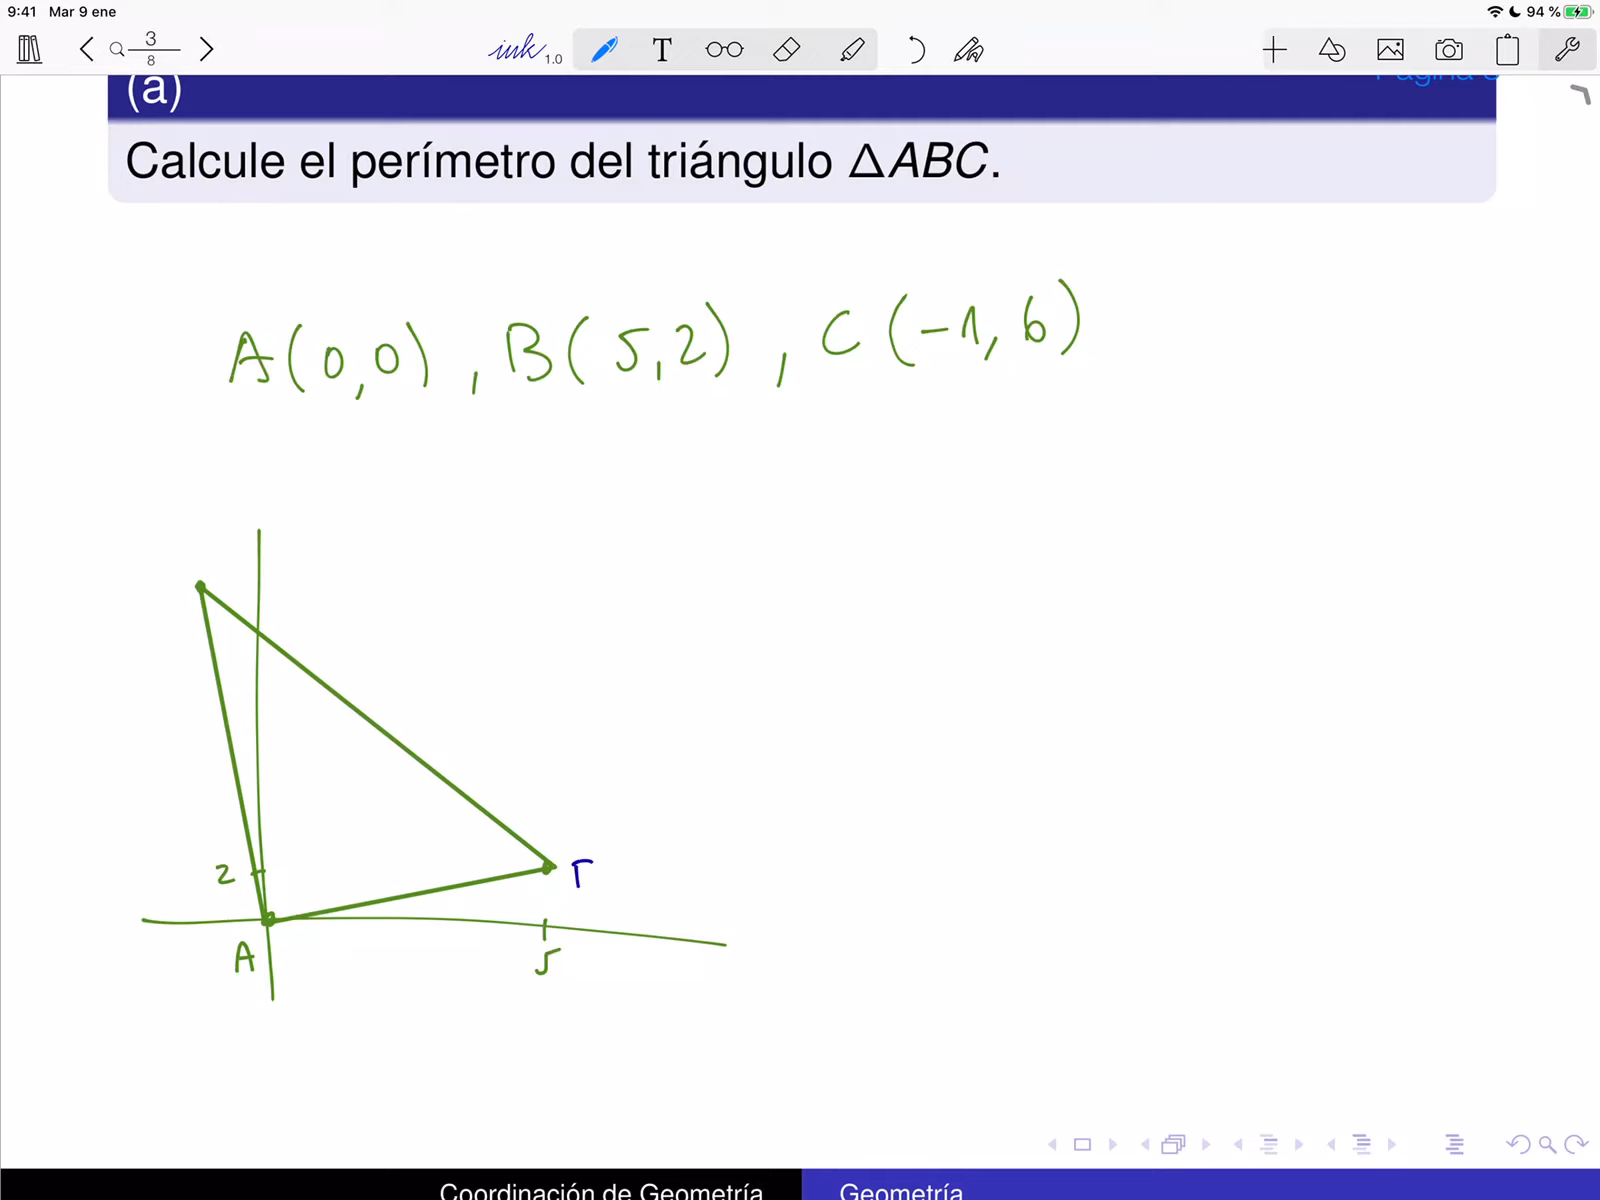 9:41 Mar 9 ene 94 %
3
8
ink 1.0 T
(a)
Calcule el perímetro del triángulo ΔABC.
A(0,0) , B(5,2) , C(-1,6)
2
A
5
Coordinación de Geometría Geometría